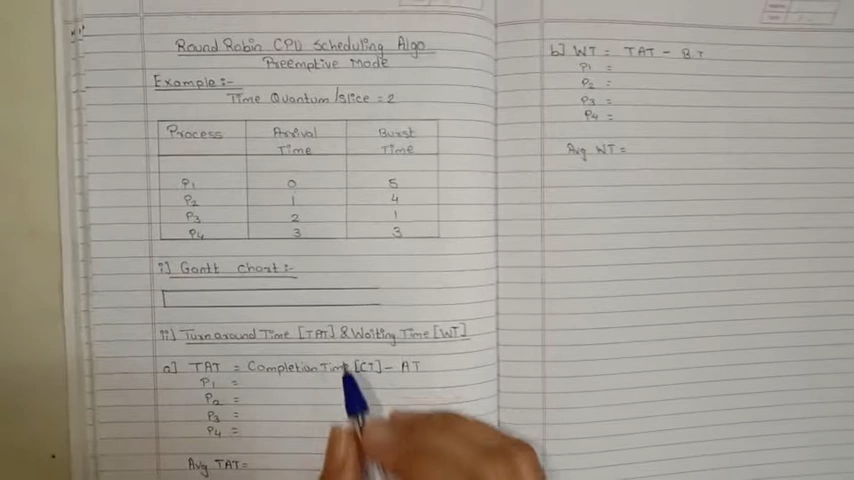 Round Robin CPU Scheduling Algo
Preemptive Mode
Example:-
Time Quantum/slice = 2
Process Arrival Time Burst Time
P1 0 5
P2 1 4
P3 2 1
P4 3 3
i] Gantt chart:-
ii] Turnaround Time [TAT] & Waiting Time [WT]
a] TAT = Completion Time [CT] - AT
P1 =
P2 =
P3 =
P4 =
Avg TAT=
b] WT = TAT - BT
P1 =
P2 =
P3 =
P4 =
Avg WT =